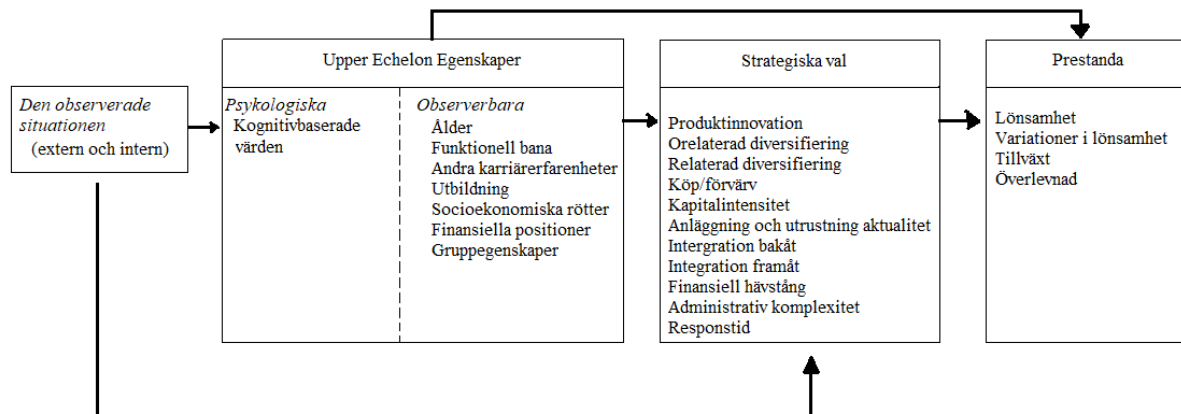 Den observerade
situationen
(extern och intern)
Upper Echelon Egenskaper
Psykologiska
Kognitivbaserade
värden
Observerbara
Ålder
Funktionell bana
Andra karriärerfarenheter
Utbildning
Socioekonomiska rötter
Finansiella positioner
Gruppegenskaper
Strategiska val
Produktinnovation
Orelaterad diversifiering
Relaterad diversifiering
Köp/förvärv
Kapitalintensitet
Anläggning och utrustning aktualitet
Intergration bakåt
Integration framåt
Finansiell hävstång
Administrativ komplexitet
Responstid
Prestanda
Lönsamhet
Variationer i lönsamhet
Tillväxt
Överlevnad